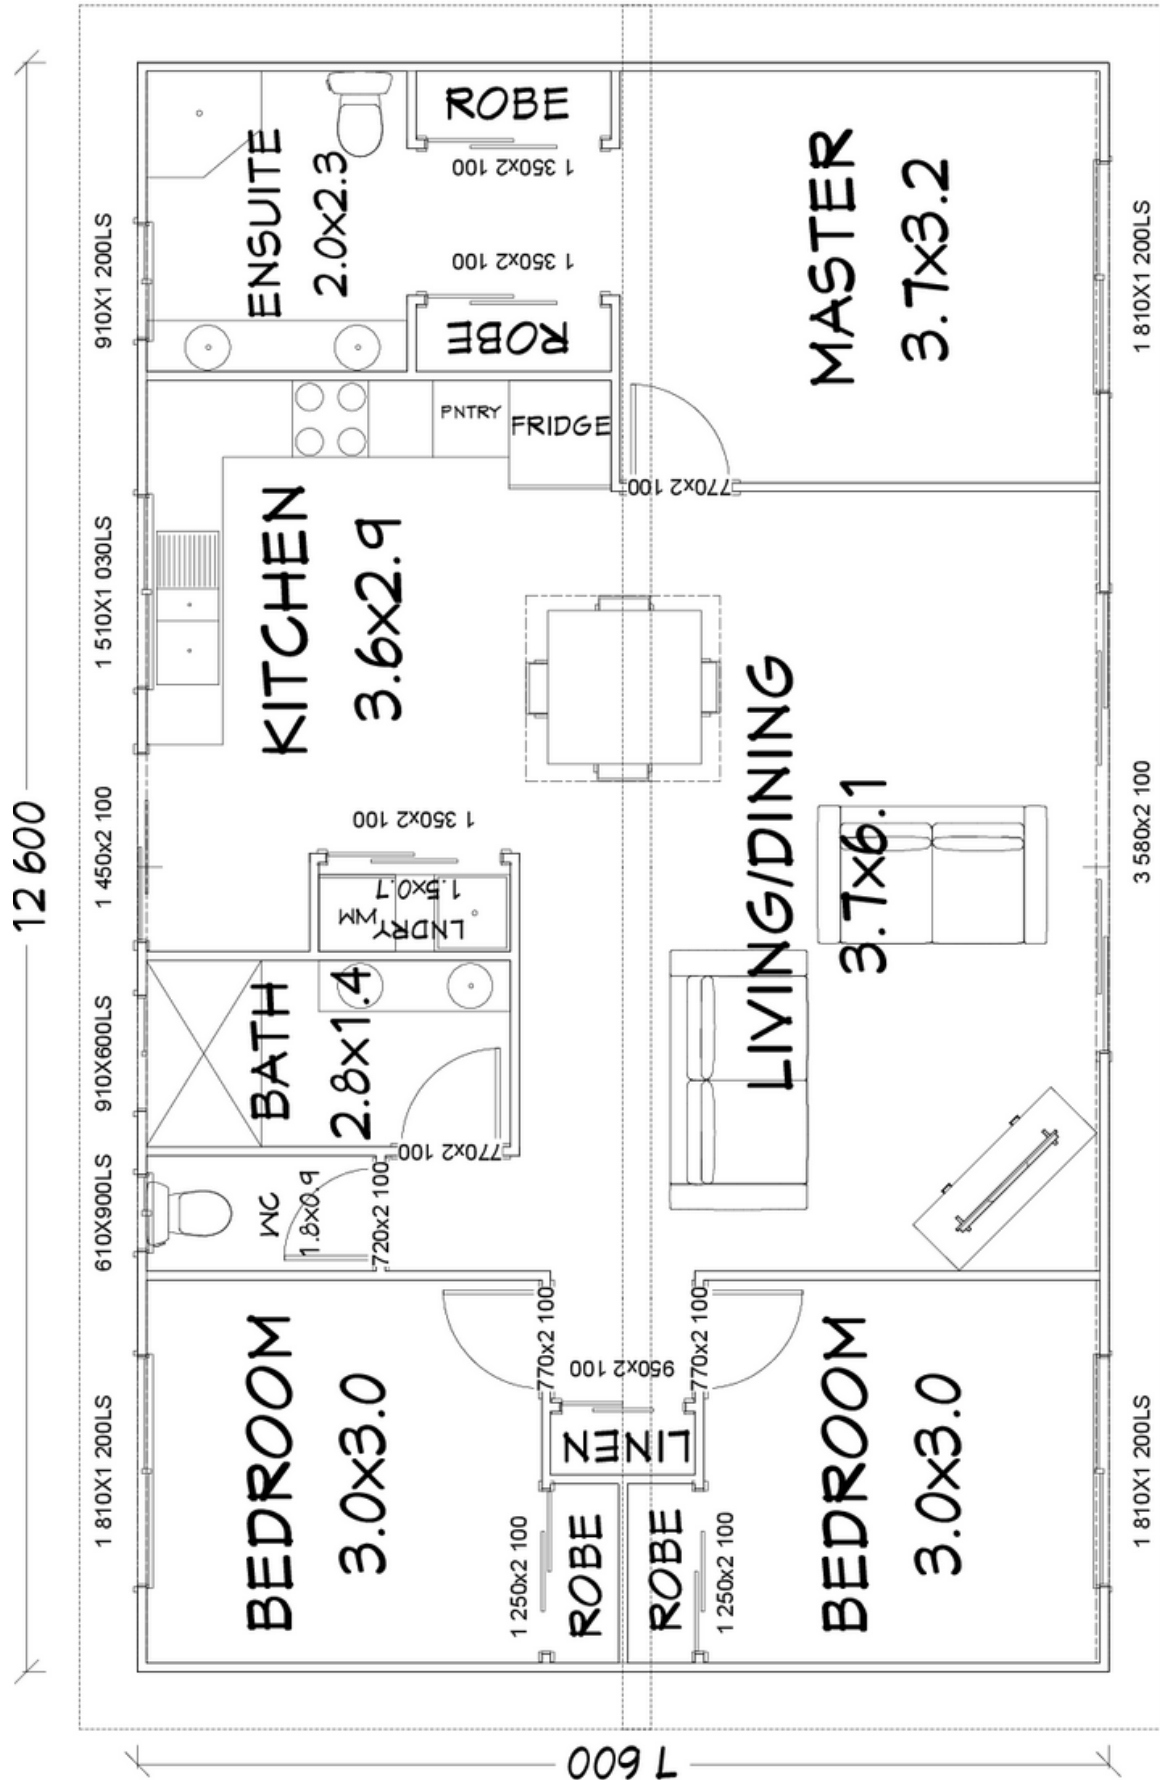 ROBE
1 350x2 100
ENSUITE
2.0x2.3
910X1 200LS
1 350x2 100
ROBE
MASTER
3.7x3.2
1 810X1 200LS
PNTRY
FRIDGE
770x2 100
KITCHEN
3.6x2.9
1 510X1 030LS
LIVING/DINING
3.7x6.1
3 580x2 100
12 600
1 450x2 100
1 350x2 100
1.5x0.7
WM
LNDRY
BATH
2.8x1.4
910X600LS
770x2 100
WC
1.8x0.9
720x2 100
610X900LS
770x2 100
950x2 100
770x2 100
LINEN
BEDROOM
3.0x3.0
1 810X1 200LS
1 250x2 100
ROBE
ROBE
1 250x2 100
BEDROOM
3.0x3.0
1 810X1 200LS
7 600